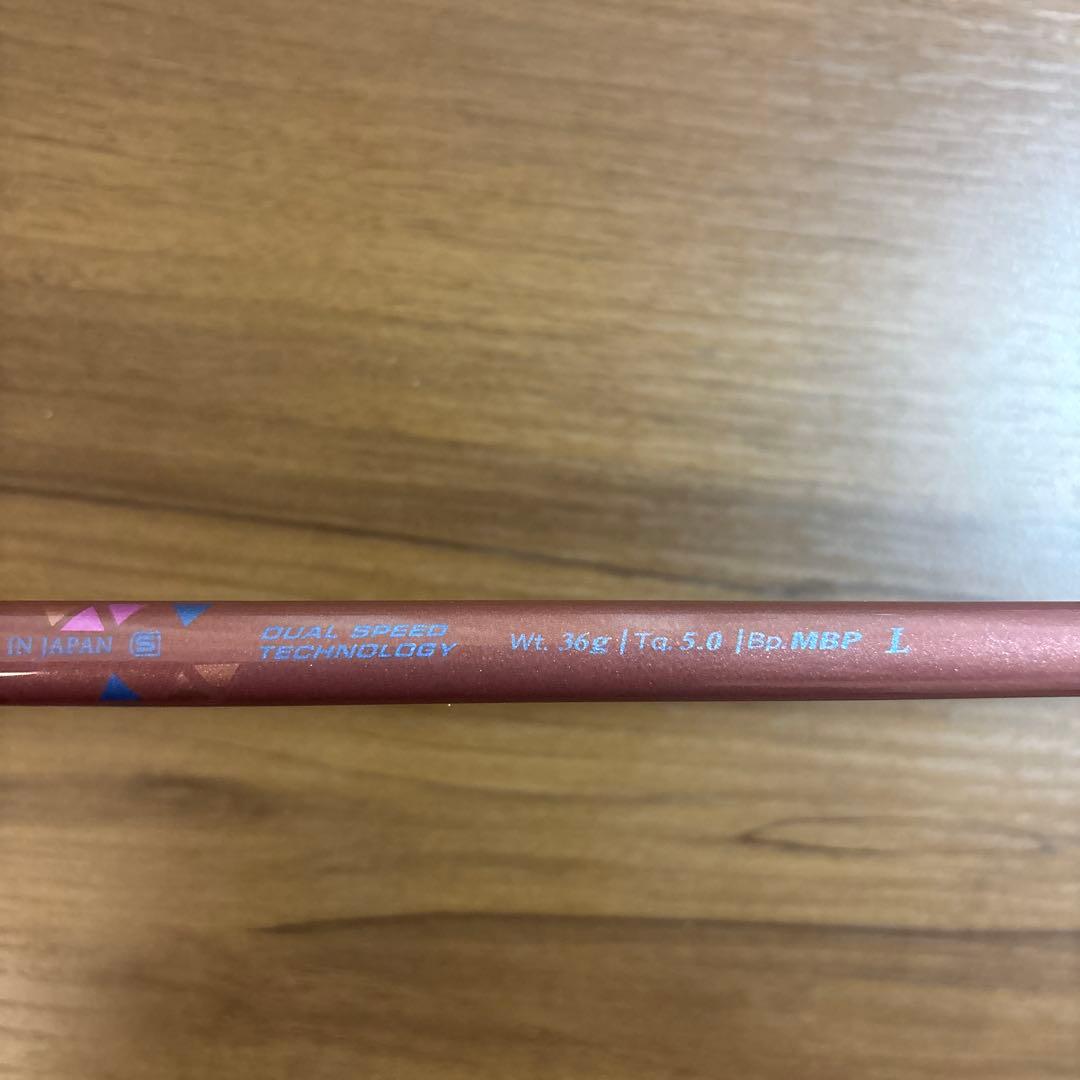 IN JAPAN S
DUAL SPEED
TECHNOLOGY
Wt. 36g | Tq. 5.0 | Bp. MBP L